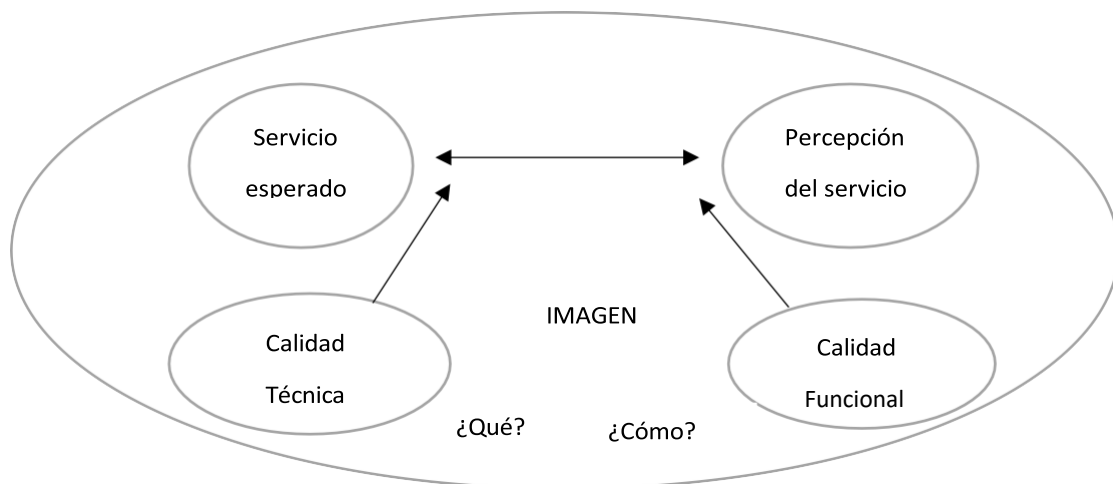 Servicio
esperado
Percepción
del servicio
IMAGEN
Calidad
Técnica
Calidad
Funcional
¿Qué?
¿Cómo?